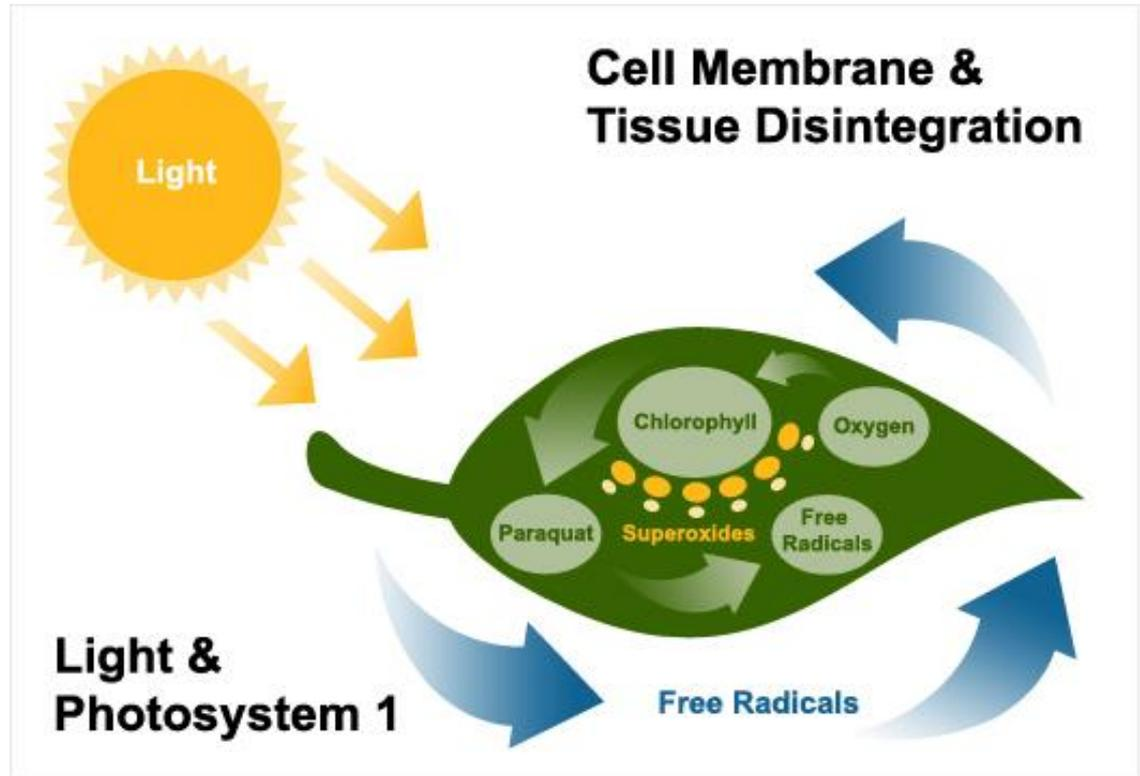 Cell Membrane &
Tissue Disintegration
Light
Chlorophyll
Oxygen
Paraquat
Superoxides
Free
Radicals
Light &
Photosystem 1
Free Radicals